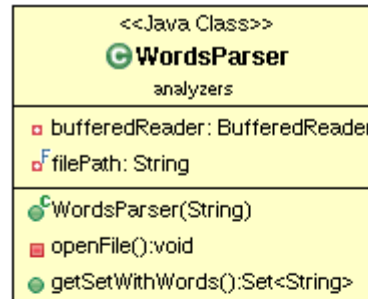 <<Java Class>>
C WordsParser
analyzers
bufferedReader: BufferedReader
F filePath: String
C WordsParser(String)
openFile():void
getSetWithWords():Set<String>